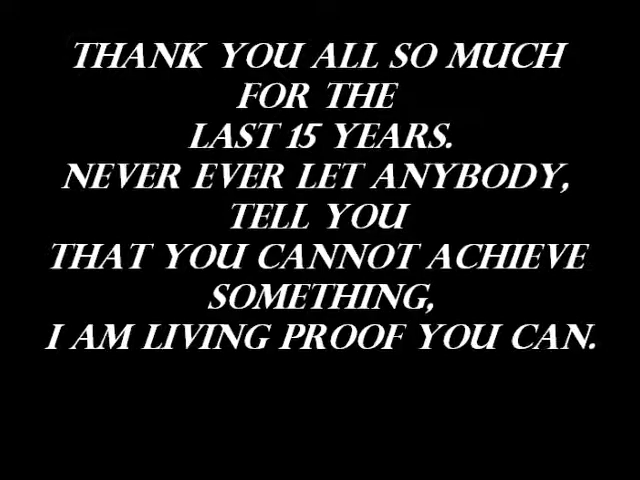 THANK YOU ALL SO MUCH
FOR THE
LAST 15 YEARS.
NEVER EVER LET ANYBODY,
TELL YOU
THAT YOU CANNOT ACHIEVE
SOMETHING,
I AM LIVING PROOF YOU CAN.